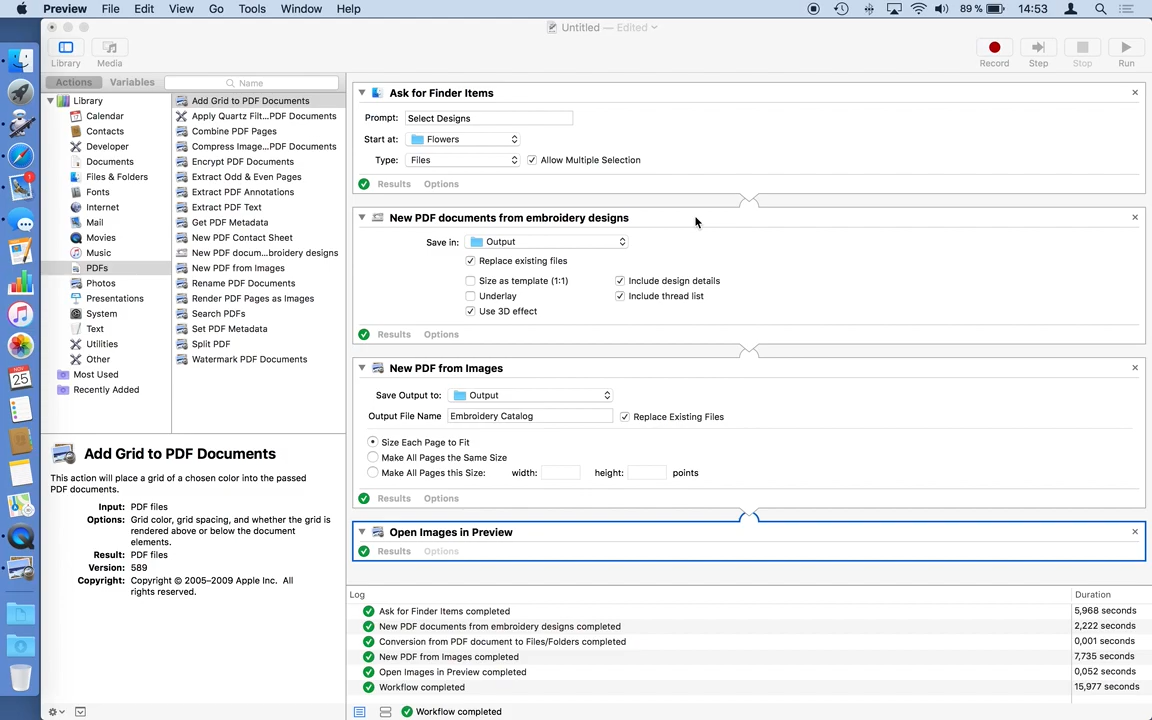 Preview File Edit View Go Tools Window Help 89 % 14:53
Untitled — Edited
Library Media Record Step Stop Run
Actions Variables Name
Library
Calendar
Contacts
Developer
Documents
Files & Folders
Fonts
Internet
Mail
Movies
Music
PDFs
Photos
Presentations
System
Text
Utilities
Other
Most Used
Recently Added
Add Grid to PDF Documents
Apply Quartz Filt...PDF Documents
Combine PDF Pages
Compress Image...PDF Documents
Encrypt PDF Documents
Extract Odd & Even Pages
Extract PDF Annotations
Extract PDF Text
Get PDF Metadata
New PDF Contact Sheet
New PDF docum...broidery designs
New PDF from Images
Rename PDF Documents
Render PDF Pages as Images
Search PDFs
Set PDF Metadata
Split PDF
Watermark PDF Documents
Add Grid to PDF Documents
This action will place a grid of a chosen color into the passed
PDF documents.
Input: PDF files
Options: Grid color, grid spacing, and whether the grid is
rendered above or below the document
elements.
Result: PDF files
Version: 589
Copyright: Copyright © 2005–2009 Apple Inc. All
rights reserved.
Ask for Finder Items
Prompt: Select Designs
Start at: Flowers
Type: Files Allow Multiple Selection
Results Options
New PDF documents from embroidery designs
Save in: Output
Replace existing files
Size as template (1:1) Include design details
Underlay Include thread list
Use 3D effect
Results Options
New PDF from Images
Save Output to: Output
Output File Name Embroidery Catalog Replace Existing Files
Size Each Page to Fit
Make All Pages the Same Size
Make All Pages this Size: width: height: points
Results Options
Open Images in Preview
Results Options
Log Duration
Ask for Finder Items completed 5,968 seconds
New PDF documents from embroidery designs completed 2,222 seconds
Conversion from PDF document to Files/Folders completed 0,001 seconds
New PDF from Images completed 7,735 seconds
Open Images in Preview completed 0,052 seconds
Workflow completed 15,977 seconds
Workflow completed
NOV
25
1